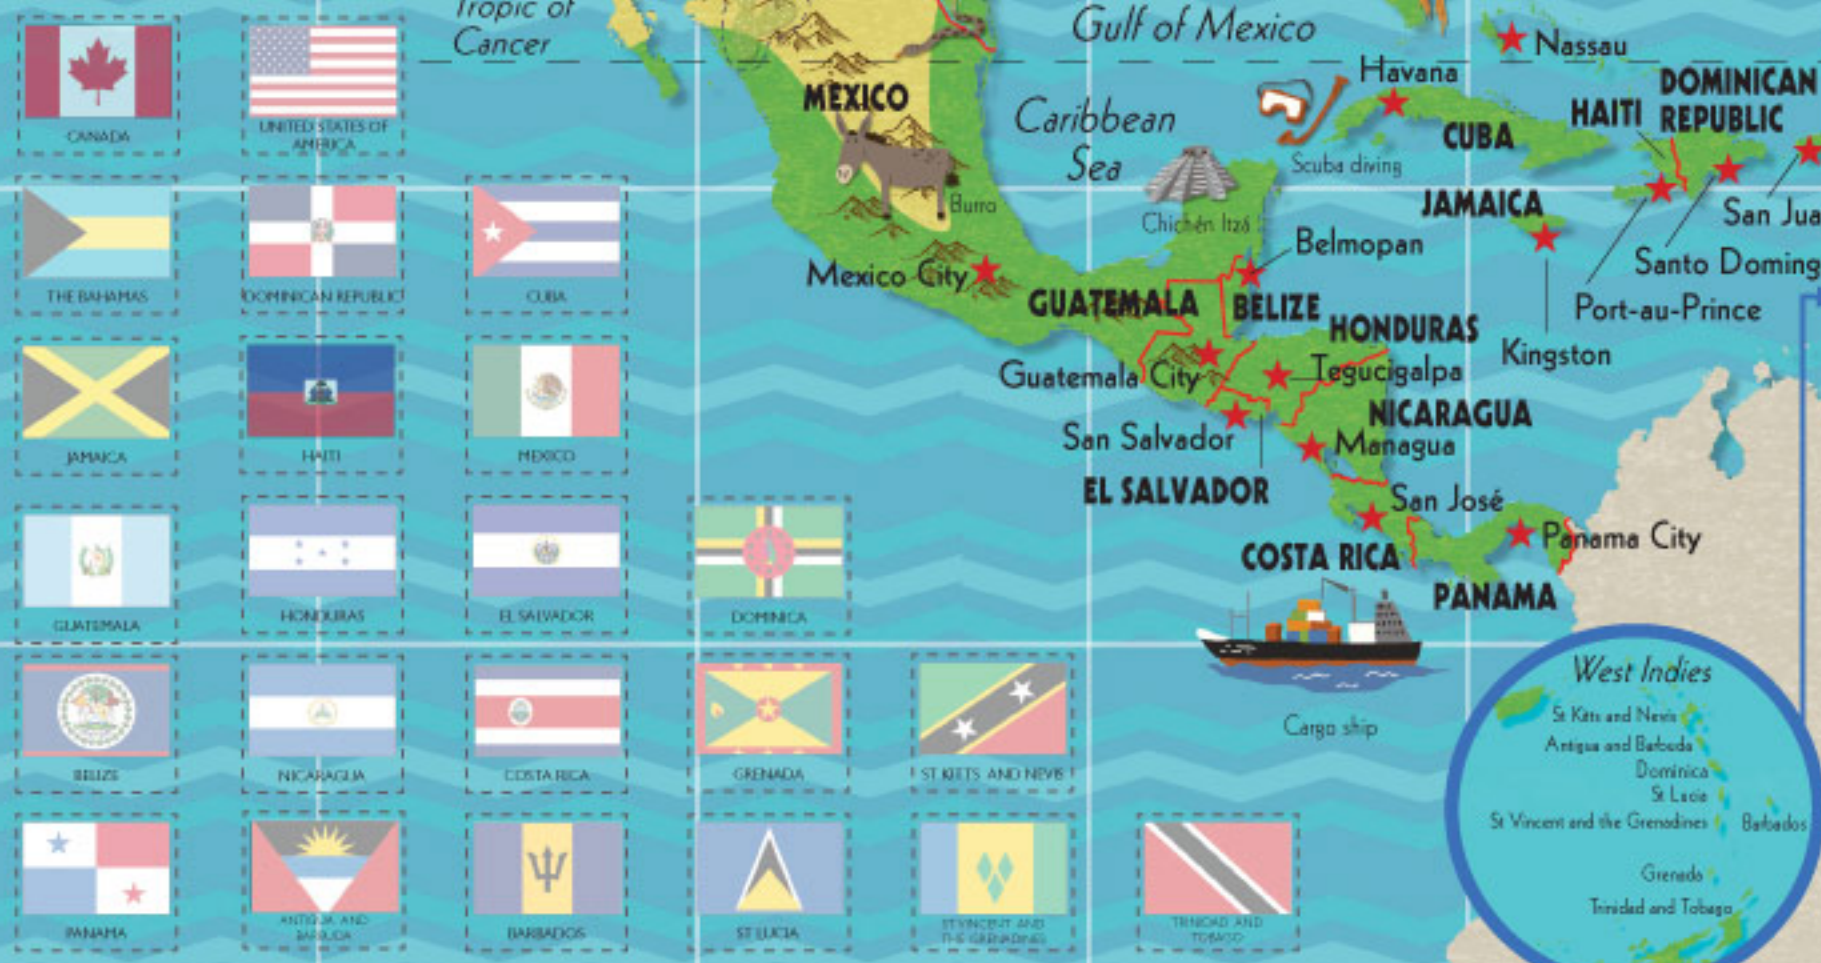 Tropic of
Cancer
Gulf of Mexico
Nassau
Havana
DOMINICAN
REPUBLIC
HAITI
MEXICO
Caribbean
Sea
CUBA
Scuba diving
CANADA
UNITED STATES OF
AMERICA
Burro
Chichén Itzá
JAMAICA
San Jua
Belmopan
Santo Doming
Mexico City
GUATEMALA
BELIZE
Port-au-Prince
HONDURAS
Kingston
THE BAHAMAS
DOMINICAN REPUBLIC
CUBA
Guatemala City
Tegucigalpa
NICARAGUA
San Salvador
Managua
JAMAICA
HAITI
MEXICO
EL SALVADOR
San José
Panama City
COSTA RICA
PANAMA
GUATEMALA
HONDURAS
EL SALVADOR
DOMINICA
West Indies
St Kitts and Nevis
Antigua and Barbuda
Dominica
St Lucia
St Vincent and the Grenadines
Barbados
Grenada
Trinidad and Tobago
Cargo ship
BELIZE
NICARAGUA
COSTA RICA
GRENADA
ST KITTS AND NEVIS
PANAMA
ANTIGUA AND
BARBUDA
BARBADOS
ST LUCIA
ST VINCENT AND
THE GRENADINES
TRINIDAD AND
TOBAGO